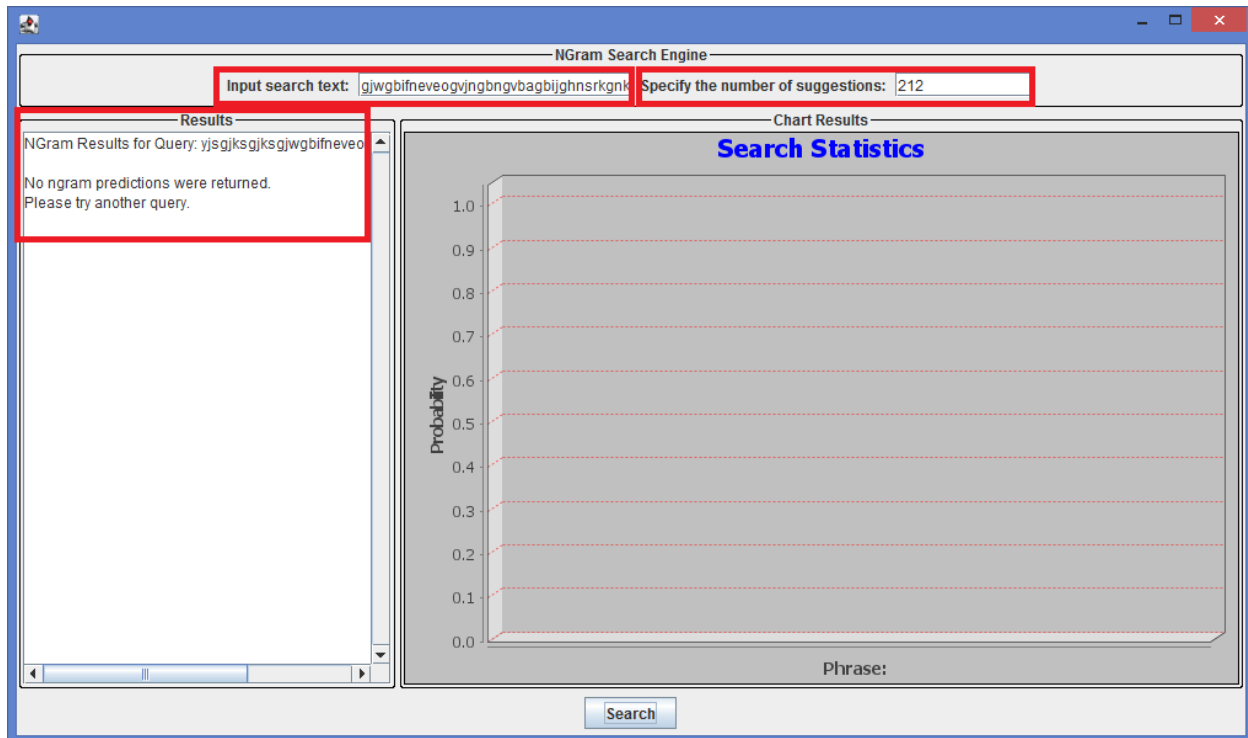 NGram Search Engine
Input search text: gjwgbifneveogvjngbngvbagbijghnsrkgnk Specify the number of suggestions: 212
Results
NGram Results for Query: yjsgjksgjksgjwgbifneveo
No ngram predictions were returned.
Please try another query.
Chart Results
Search Statistics
1.0
0.9
0.8
0.7
0.6
0.5
0.4
0.3
0.2
0.1
0.0
Probability
Phrase:
Search